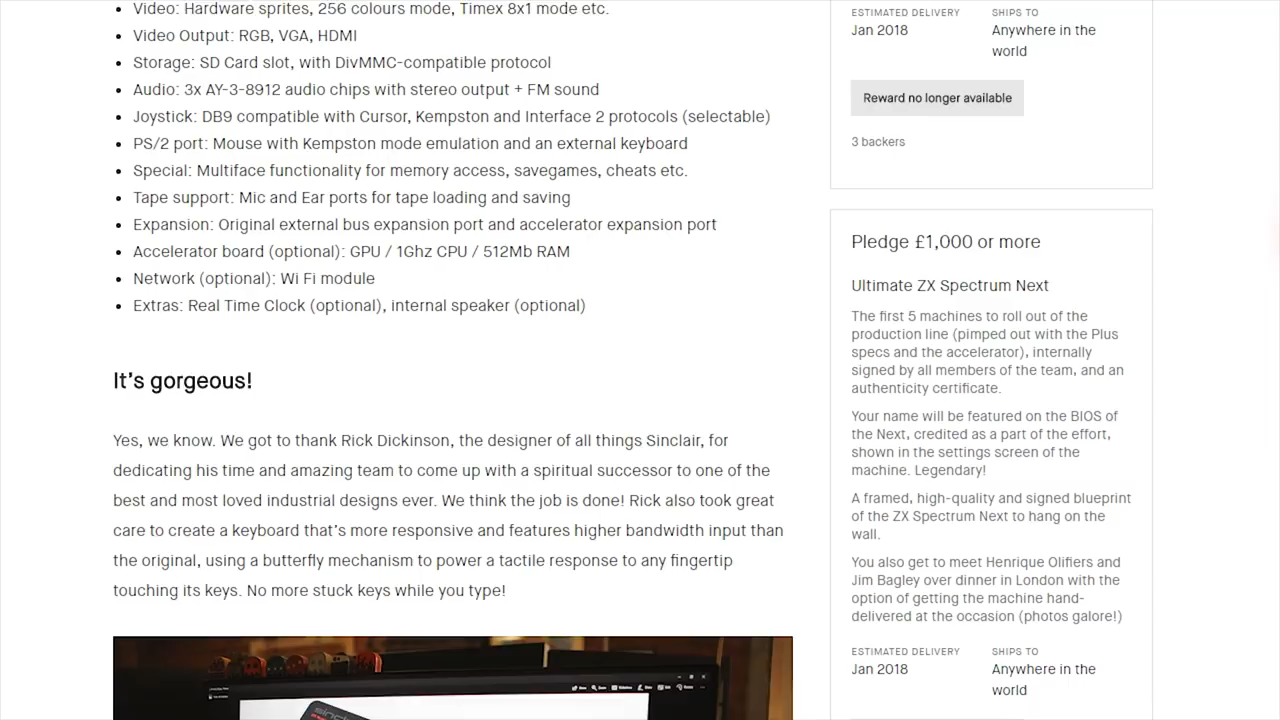 Video: Hardware sprites, 256 colours mode, Timex 8x1 mode etc.
Video Output: RGB, VGA, HDMI
Storage: SD Card slot, with DivMMC-compatible protocol
Audio: 3x AY-3-8912 audio chips with stereo output + FM sound
Joystick: DB9 compatible with Cursor, Kempston and Interface 2 protocols (selectable)
PS/2 port: Mouse with Kempston mode emulation and an external keyboard
Special: Multiface functionality for memory access, savegames, cheats etc.
Tape support: Mic and Ear ports for tape loading and saving
Expansion: Original external bus expansion port and accelerator expansion port
Accelerator board (optional): GPU / 1Ghz CPU / 512Mb RAM
Network (optional): Wi Fi module
Extras: Real Time Clock (optional), internal speaker (optional)
It's gorgeous!
Yes, we know. We got to thank Rick Dickinson, the designer of all things Sinclair, for
dedicating his time and amazing team to come up with a spiritual successor to one of the
best and most loved industrial designs ever. We think the job is done! Rick also took great
care to create a keyboard that's more responsive and features higher bandwidth input than
the original, using a butterfly mechanism to power a tactile response to any fingertip
touching its keys. No more stuck keys while you type!
sinclair
ESTIMATED DELIVERY
Jan 2018
SHIPS TO
Anywhere in the
world
Reward no longer available
3 backers
Pledge £1,000 or more
Ultimate ZX Spectrum Next
The first 5 machines to roll out of the
production line (pimped out with the Plus
specs and the accelerator), internally
signed by all members of the team, and an
authenticity certificate.
Your name will be featured on the BIOS of
the Next, credited as a part of the effort,
shown in the settings screen of the
machine. Legendary!
A framed, high-quality and signed blueprint
of the ZX Spectrum Next to hang on the
wall.
You also get to meet Henrique Olifiers and
Jim Bagley over dinner in London with the
option of getting the machine hand-
delivered at the occasion (photos galore!)
ESTIMATED DELIVERY
Jan 2018
SHIPS TO
Anywhere in the
world